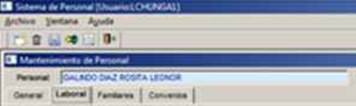 Sistema de Personal [Usuario:LCHUNGA1]
Archivo Ventana Ayuda
Mantenimiento de Personal
Personal GALINDO DIAZ ROSITA LEONOR
General Laboral Familiares Convenios